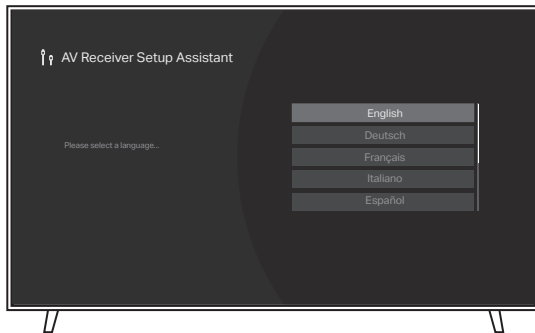 AV Receiver Setup Assistant
Please select a language...
English
Deutsch
Français
Italiano
Español